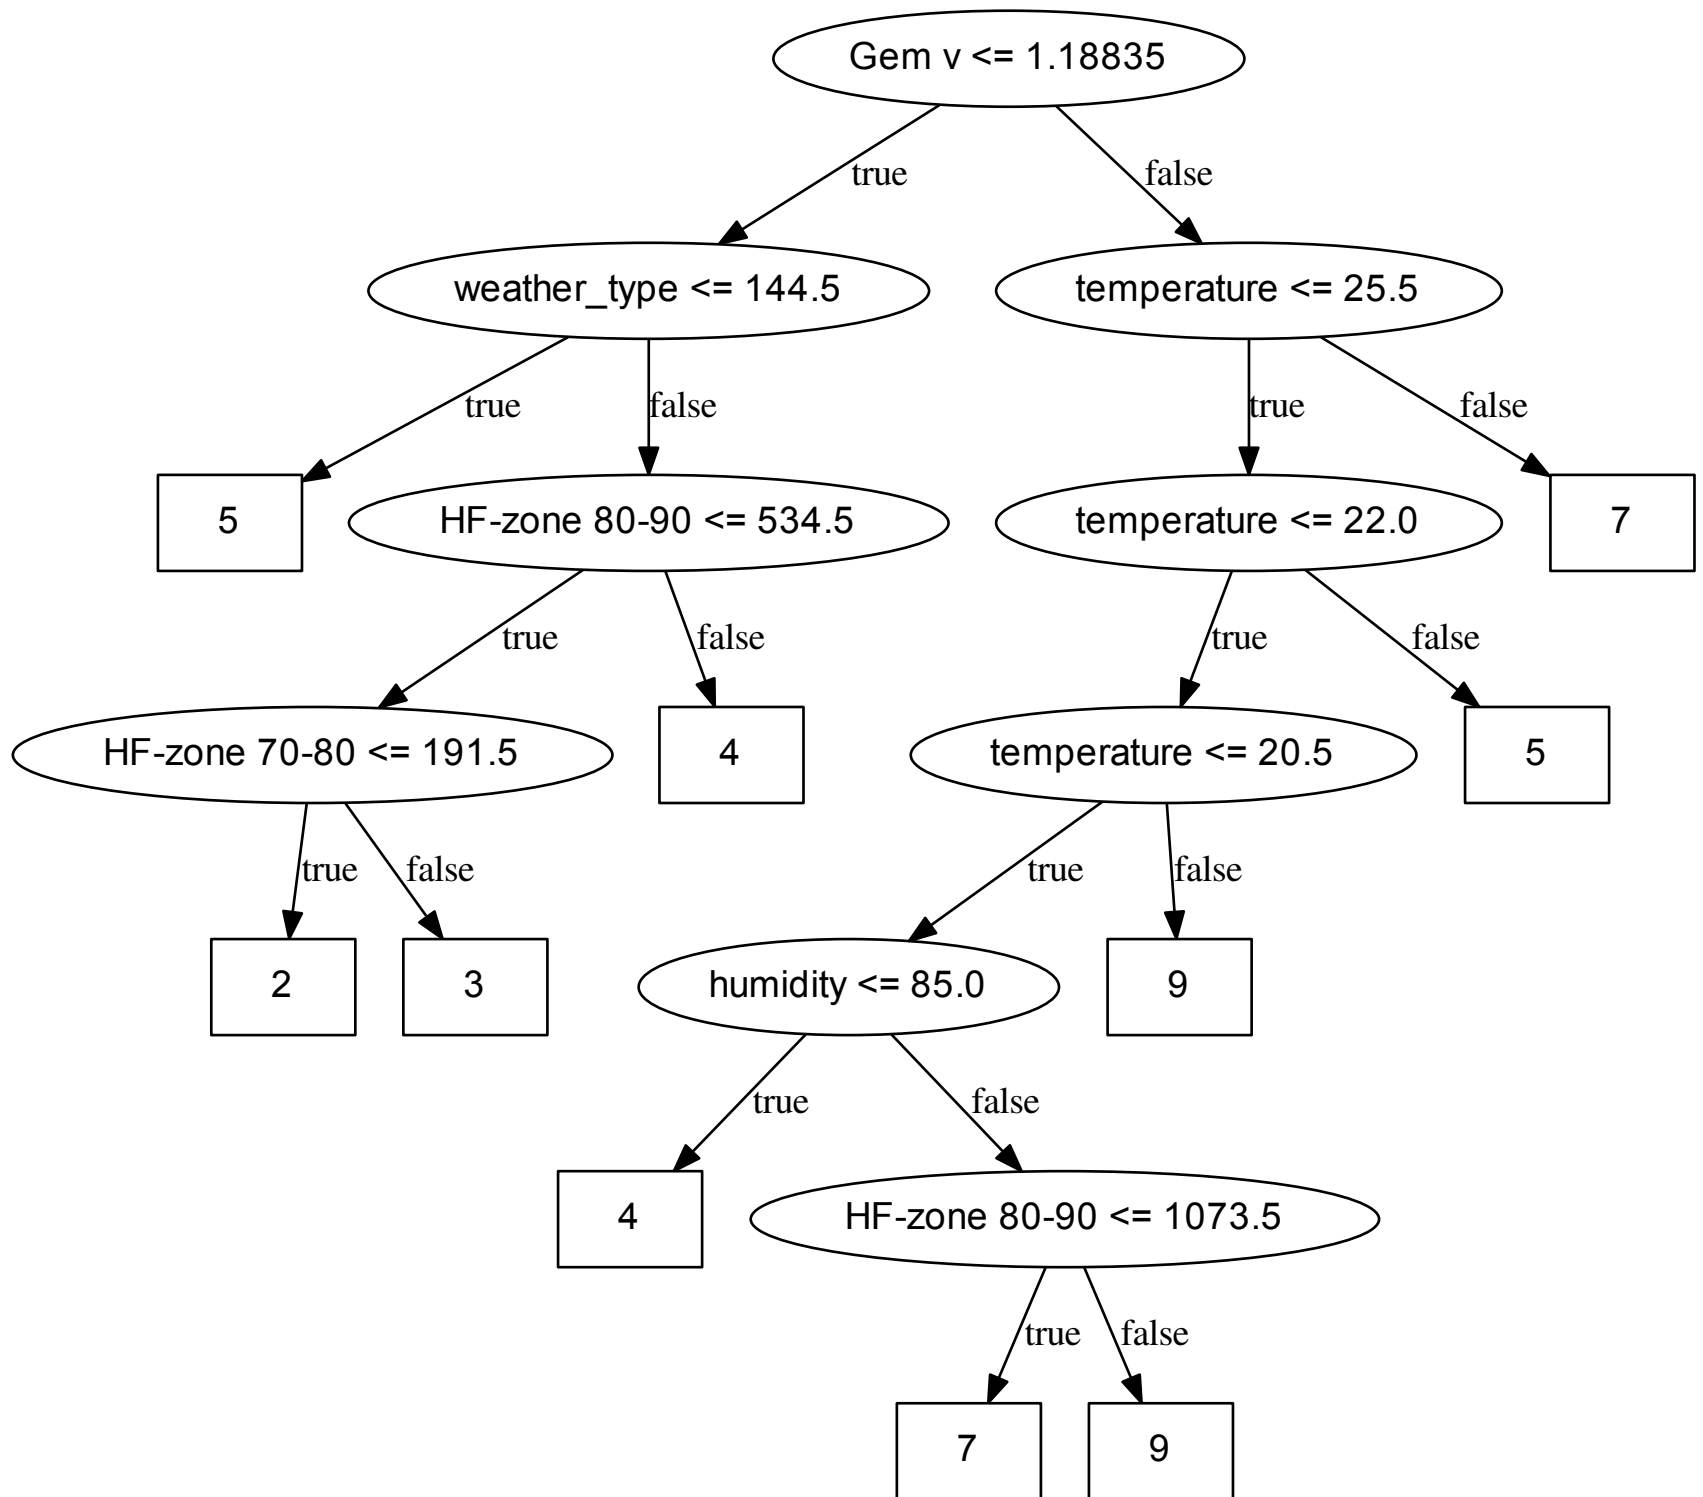 Gem v <= 1.18835
true
false
weather_type <= 144.5
temperature <= 25.5
true
false
true
false
5
HF-zone 80-90 <= 534.5
temperature <= 22.0
7
true
false
true
false
HF-zone 70-80 <= 191.5
4
temperature <= 20.5
5
true
false
true
false
2
3
humidity <= 85.0
9
true
false
4
HF-zone 80-90 <= 1073.5
true
false
7
9